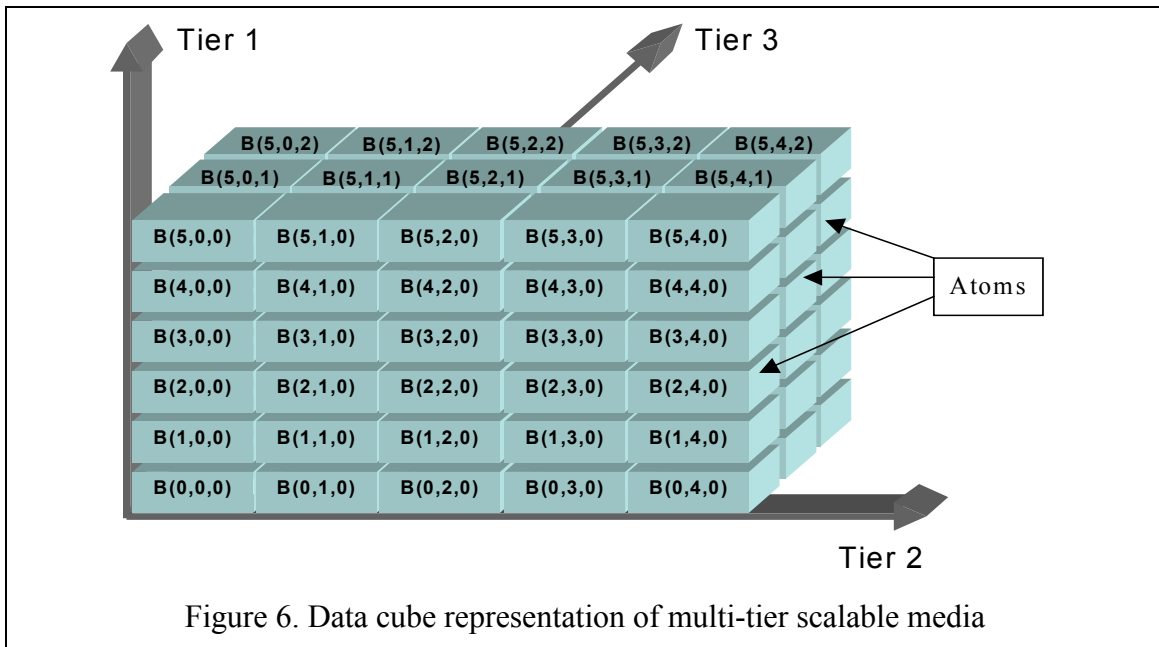 Tier 1
Tier 3
B(5,0,2) B(5,1,2) B(5,2,2) B(5,3,2) B(5,4,2)
B(5,0,1) B(5,1,1) B(5,2,1) B(5,3,1) B(5,4,1)
B(5,0,0) B(5,1,0) B(5,2,0) B(5,3,0) B(5,4,0)
B(4,0,0) B(4,1,0) B(4,2,0) B(4,3,0) B(4,4,0)
Atoms
B(3,0,0) B(3,1,0) B(3,2,0) B(3,3,0) B(3,4,0)
B(2,0,0) B(2,1,0) B(2,2,0) B(2,3,0) B(2,4,0)
B(1,0,0) B(1,1,0) B(1,2,0) B(1,3,0) B(1,4,0)
B(0,0,0) B(0,1,0) B(0,2,0) B(0,3,0) B(0,4,0)
Tier 2
Figure 6. Data cube representation of multi-tier scalable media